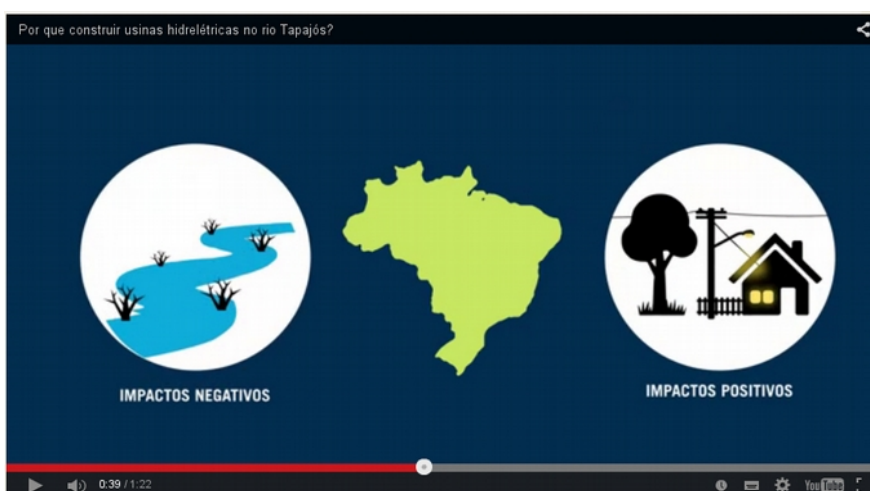 Por que construir usinas hidrelétricas no rio Tapajós?
IMPACTOS NEGATIVOS
IMPACTOS POSITIVOS
0:39 / 1:22
YouTube